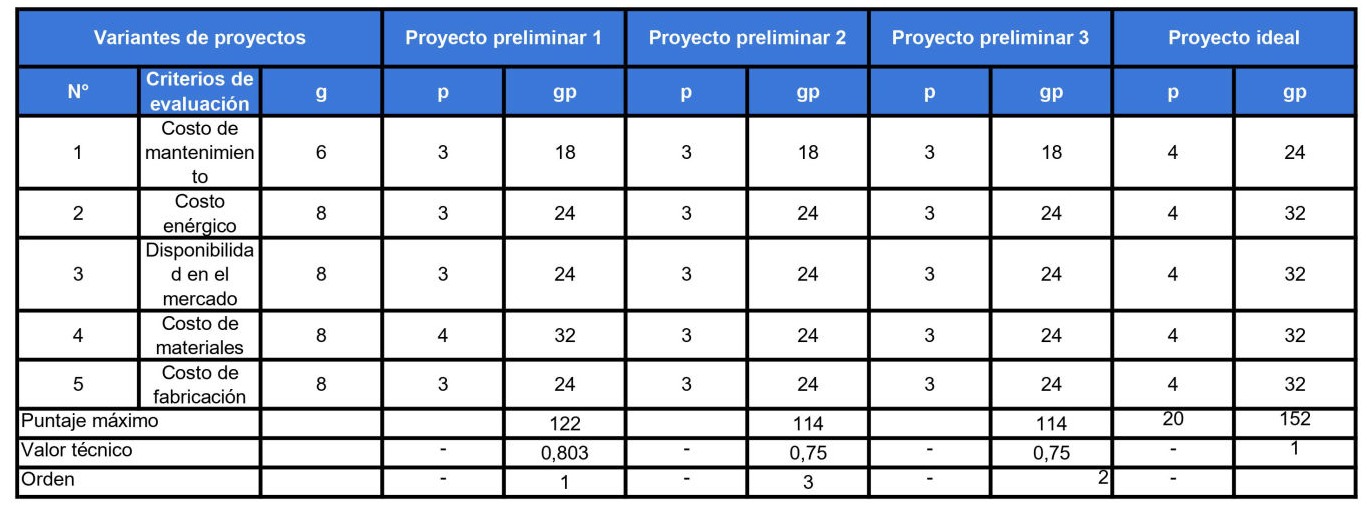 Variantes de proyectos Proyecto preliminar 1 Proyecto preliminar 2 Proyecto preliminar 3 Proyecto ideal
N° Criterios de evaluación g p gp p gp p gp p gp
1 Costo de mantenimien to 6 3 18 3 18 3 18 4 24
2 Costo enérgico 8 3 24 3 24 3 24 4 32
3 Disponibilida d en el mercado 8 3 24 3 24 3 24 4 32
4 Costo de materiales 8 4 32 3 24 3 24 4 32
5 Costo de fabricación 8 3 24 3 24 3 24 4 32
Puntaje máximo 122 114 114 20 152
Valor técnico - 0,803 - 0,75 - 0,75 - 1
Orden - 1 - 3 - 2 -